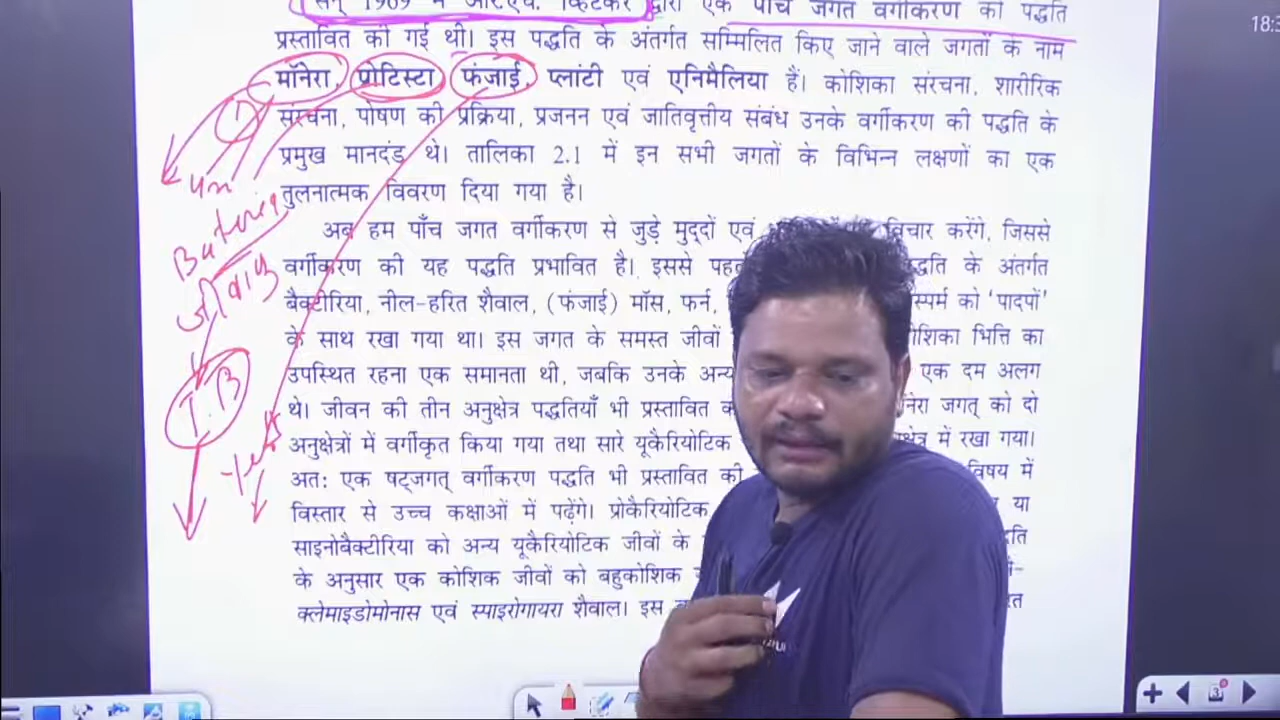 सन् 1969 में आर.एच. व्हिटेकर द्वारा एक पाँच जगत वर्गीकरण की पद्धति
प्रस्तावित की गई थी। इस पद्धति के अंतर्गत सम्मिलित किए जाने वाले जगतों के नाम
मॉनेरा, प्रोटिस्टा, फंजाई, प्लांटी एवं एनिमैलिया हैं। कोशिका संरचना, शारीरिक
संरचना, पोषण की प्रक्रिया, प्रजनन एवं जातिवृत्तीय संबंध उनके वर्गीकरण की पद्धति के
प्रमुख मानदंड थे। तालिका 2.1 में इन सभी जगतों के विभिन्न लक्षणों का एक
तुलनात्मक विवरण दिया गया है।
अब हम पाँच जगत वर्गीकरण से जुड़े मुद्दों एवं विचार करेंगे, जिससे
वर्गीकरण की यह पद्धति प्रभावित है। इससे पहले के अंतर्गत
बैक्टीरिया, नील-हरित शैवाल, (फंजाई) मॉस, फर्न, को 'पादपों'
के साथ रखा गया था। इस जगत के समस्त जीवों भित्ति का
उपस्थित रहना एक समानता थी, जबकि उनके एक दम अलग
थे। जीवन की तीन अनुक्षेत्र पद्धतियाँ भी प्रस्तावित जगत् को दो
अनुक्षेत्रों में वर्गीकृत किया गया तथा सारे यूकैरियोटिक में रखा गया।
अतः एक षट्जगत् वर्गीकरण पद्धति भी प्रस्तावित की विषय में
विस्तार से उच्च कक्षाओं में पढ़ेंगे। प्रोकैरियोटिक या
साइनोबैक्टीरिया को अन्य यूकैरियोटिक जीवों के
के अनुसार एक कोशिक जीवों को बहुकोशिक
क्लेमाइडोमोनास एवं स्पाइरोगायरा शैवाल। इस
जीवाणु
T.B
18:3
3